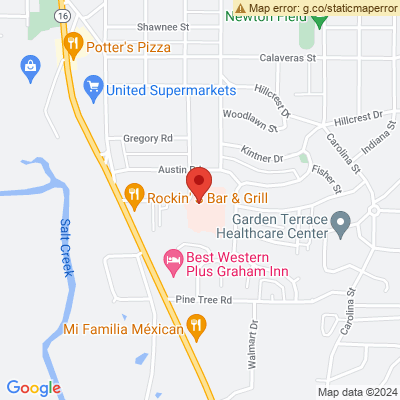 Map error: g.co/staticmaperror
Shawnee St
Newton Field
16
Potter's Pizza
Calaveras St
United Supermarkets
Hillcrest Dr
Woodlawn St
Hillcrest Dr
Carolina St
Indiana St
Gregory Rd
Kintner Dr
Austin
Fisher St
Rockin'
Bar & Grill
Garden Terrace
Healthcare Center
Salt Creek
Best Western
Plus Graham Inn
Pine Tree Rd
Carolina St
Mi Familia Méxican
Walmart Dr
Google
Map data ©2024